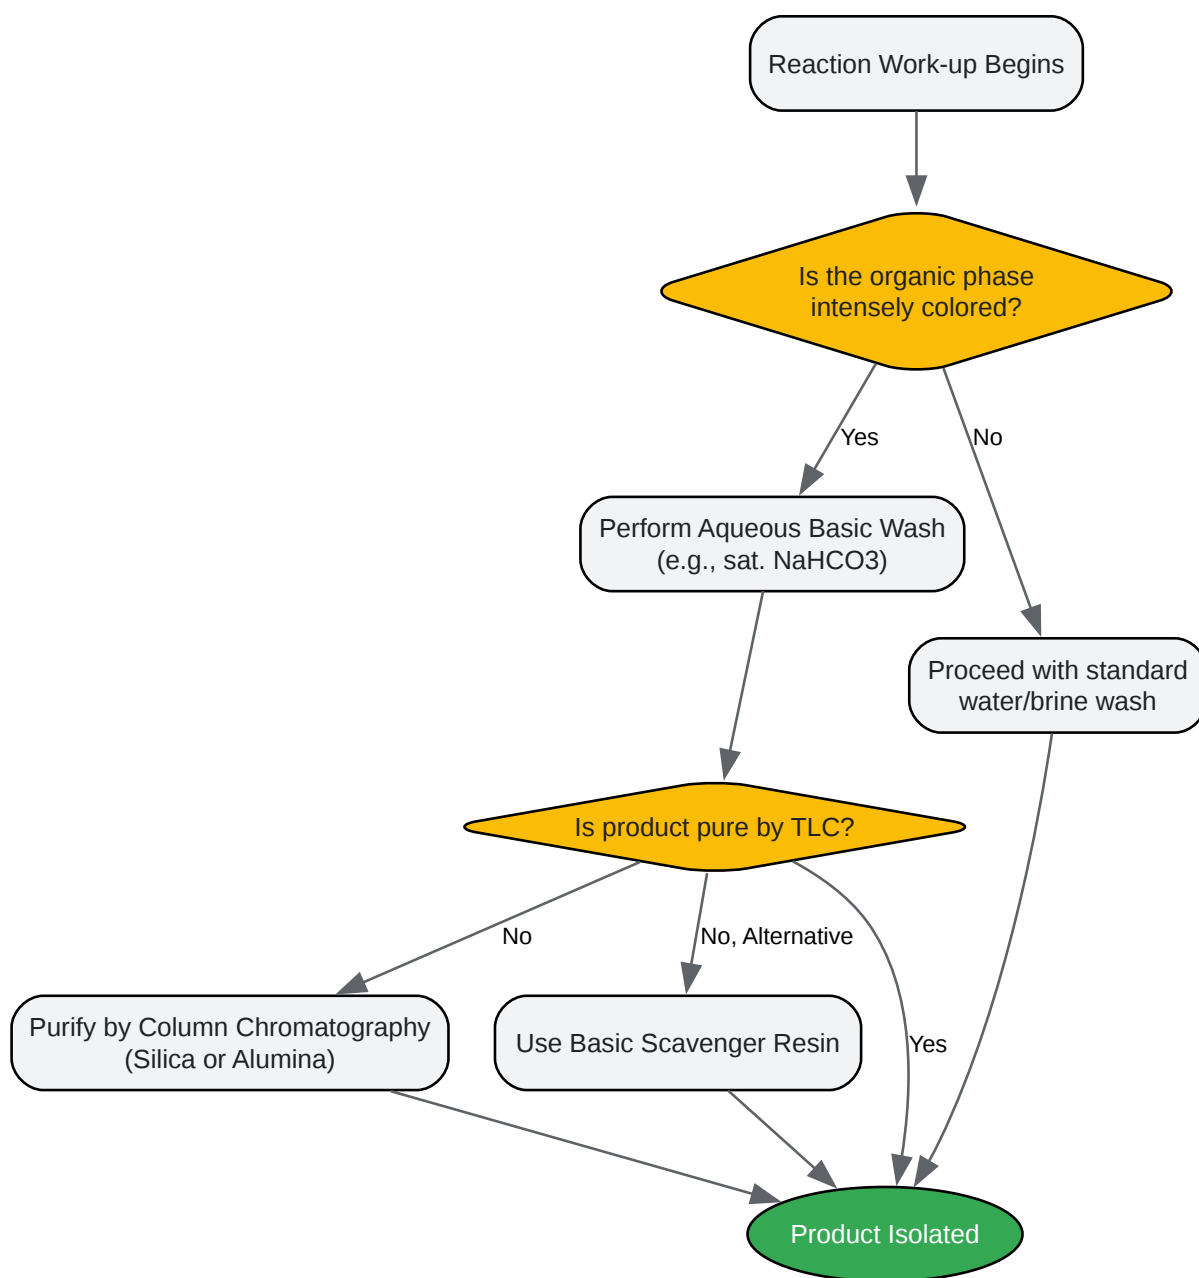 Reaction Work-up Begins
Is the organic phase
intensely colored?
Yes
No
Perform Aqueous Basic Wash
(e.g., sat. NaHCO3)
Proceed with standard
water/brine wash
Is product pure by TLC?
No
No, Alternative
Yes
Purify by Column Chromatography
(Silica or Alumina)
Use Basic Scavenger Resin
Product Isolated